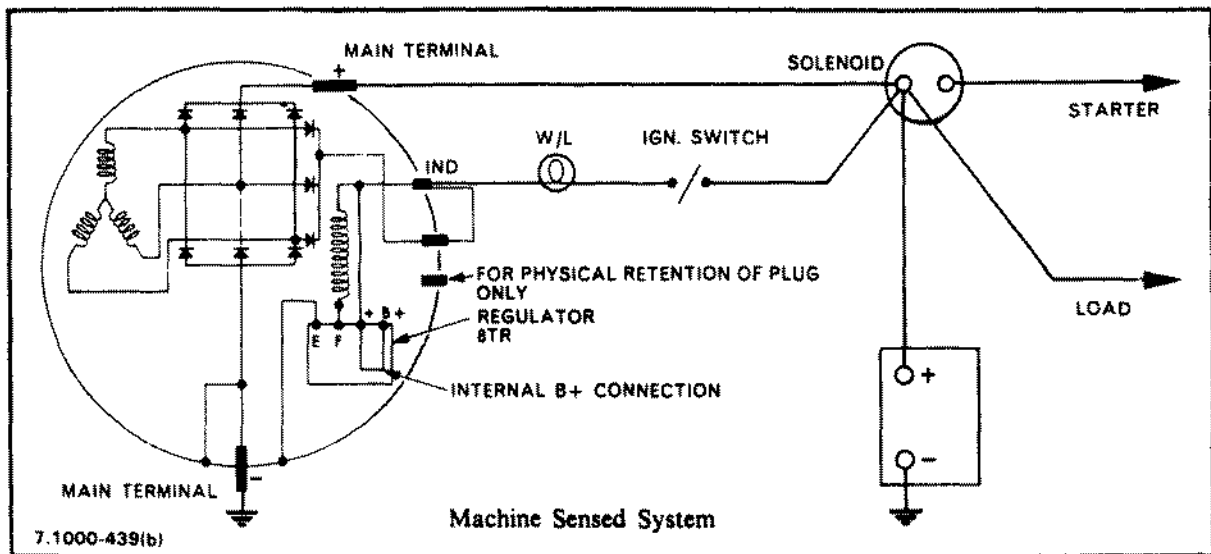 MAIN TERMINAL
+
SOLENOID
STARTER
W/L
IGN. SWITCH
IND
FOR PHYSICAL RETENTION OF PLUG
ONLY
LOAD
E F + B+
REGULATOR
8TR
INTERNAL B+ CONNECTION
+
-
MAIN TERMINAL
-
Machine Sensed System
7.1000-439(b)